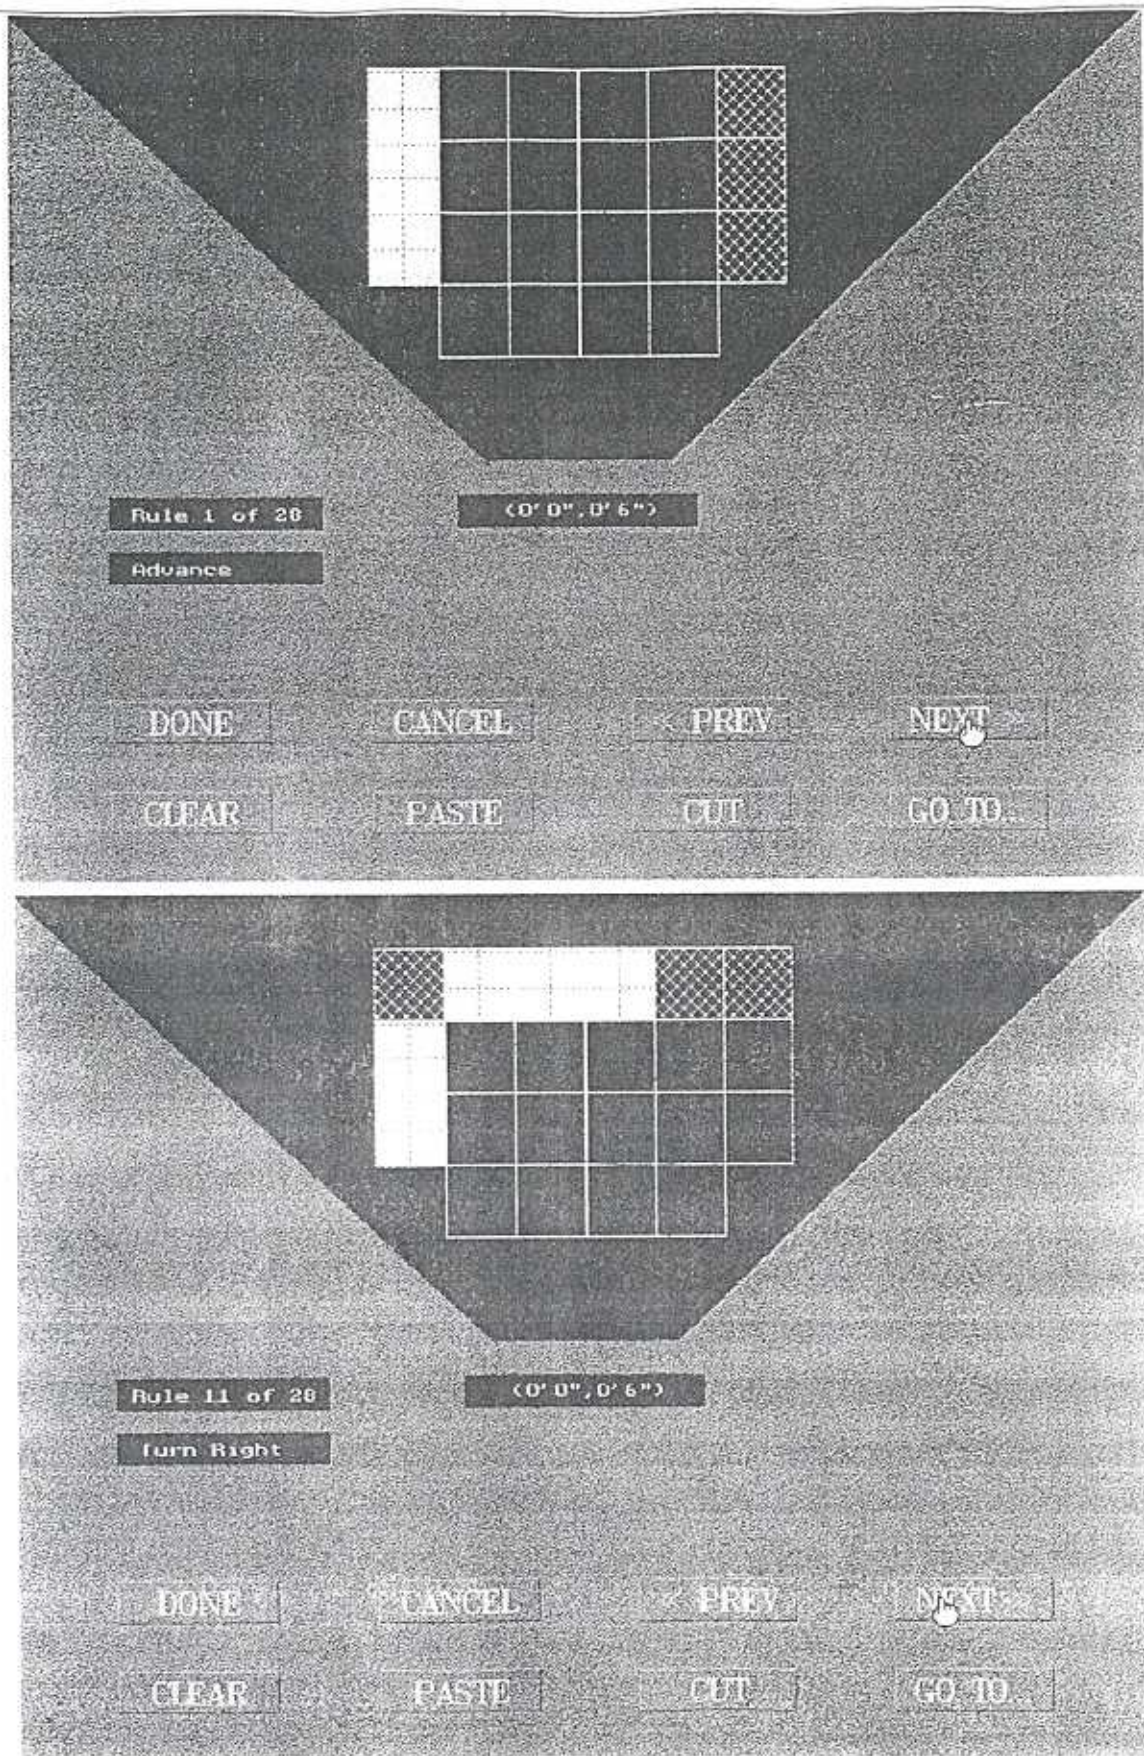 Rule 1 of 28
(0' 0",0' 6")
Advance
DONE
CANCEL
< PREV
NEXT >
CLEAR
PASTE
CUT
GO TO...
Rule 11 of 28
(0' 0",0' 6")
Turn Right
DONE
CANCEL
< PREV
NEXT >
CLEAR
PASTE
CUT
GO TO...